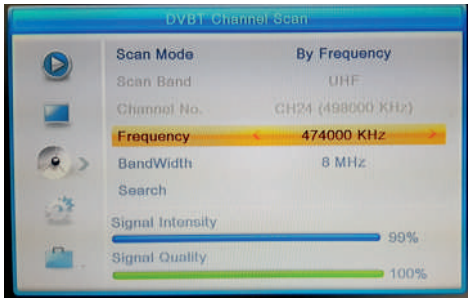 DVBT Channel Scan
Scan Mode By Frequency
Scan Band UHF
Channel No. CH24 (498000 KHz)
Frequency 474000 KHz
BandWidth 8 MHz
Search
Signal Intensity
99%
Signal Quality
100%